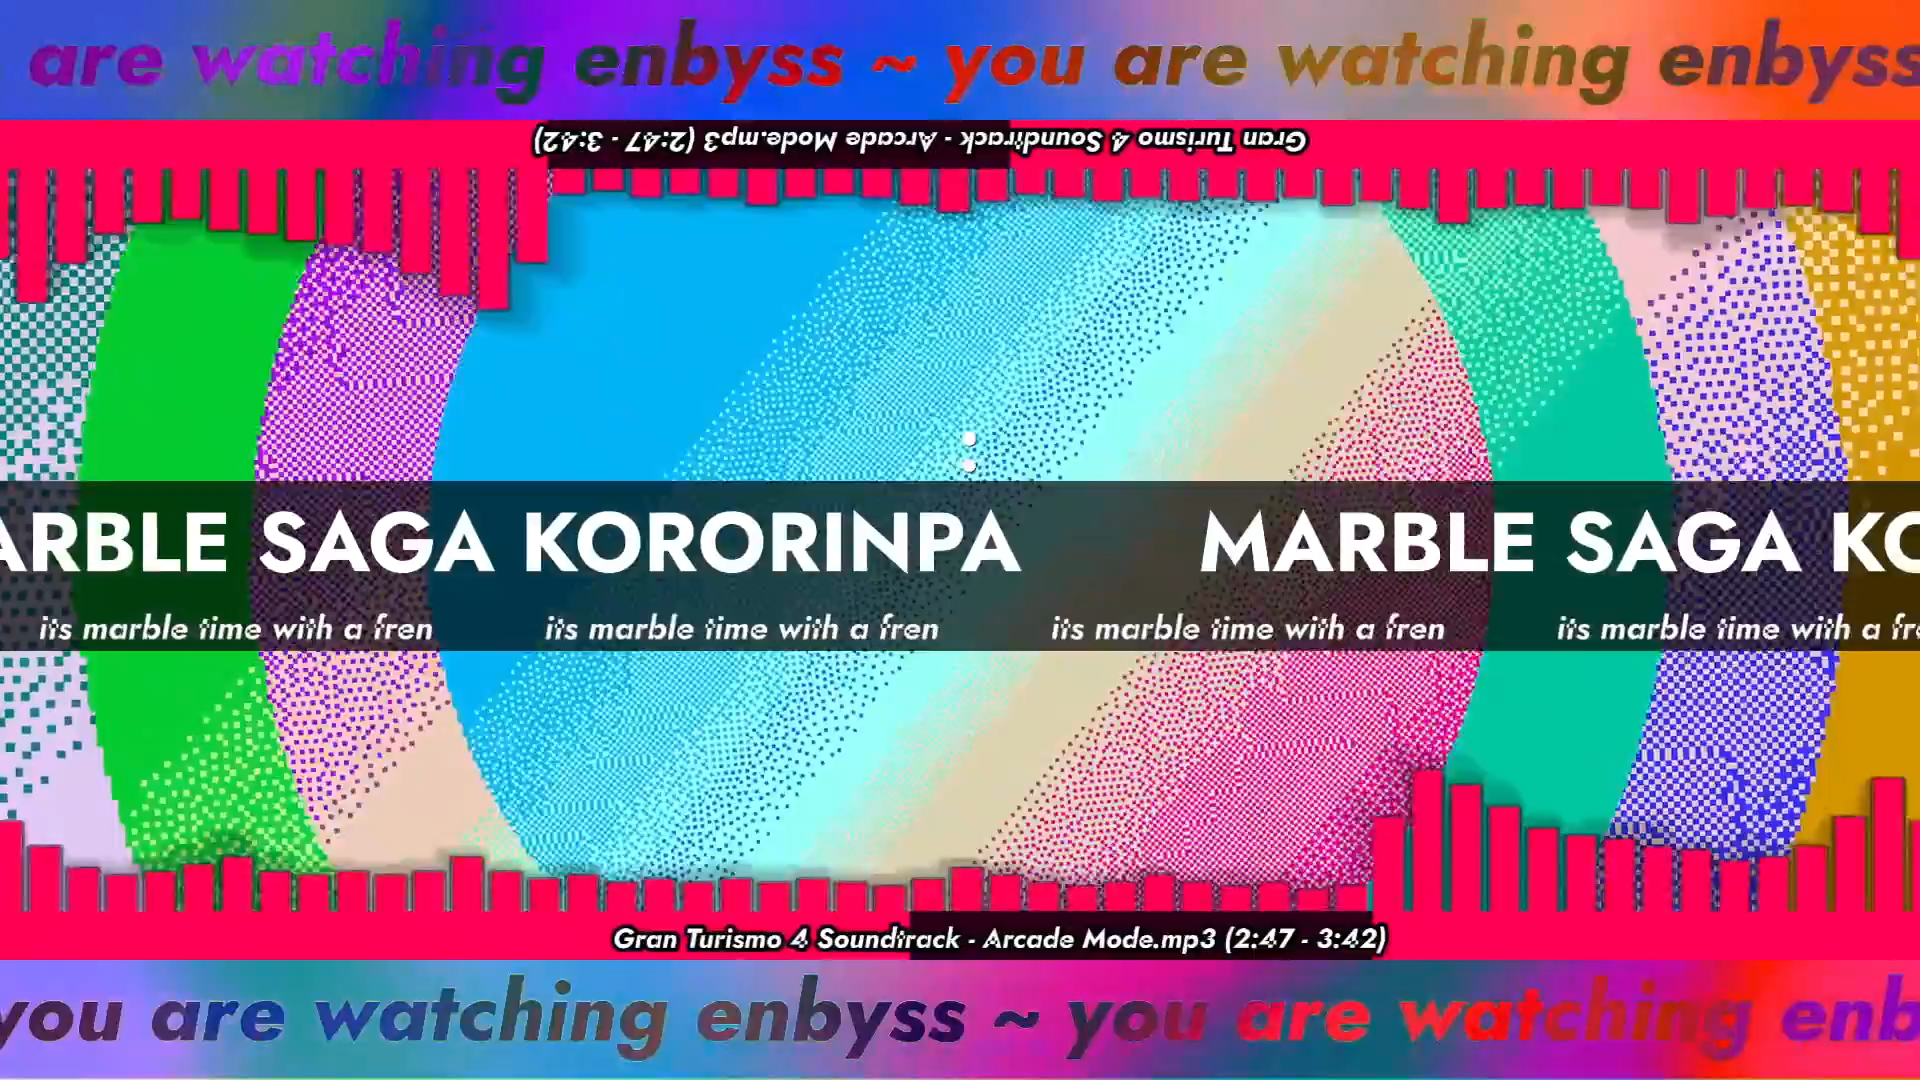 are watching enbyss ~ you are watching enbyss
Gran Turismo 4 Soundtrack - Arcade Mode.mp3 (2:47 - 3:42)
ARBLE SAGA KORORINPA MARBLE SAGA KO
its marble time with a fren its marble time with a fren its marble time with a fren its marble time with a fre
Gran Turismo 4 Soundtrack - Arcade Mode.mp3 (2:47 - 3:42)
you are watching enbyss ~ you are watching enb